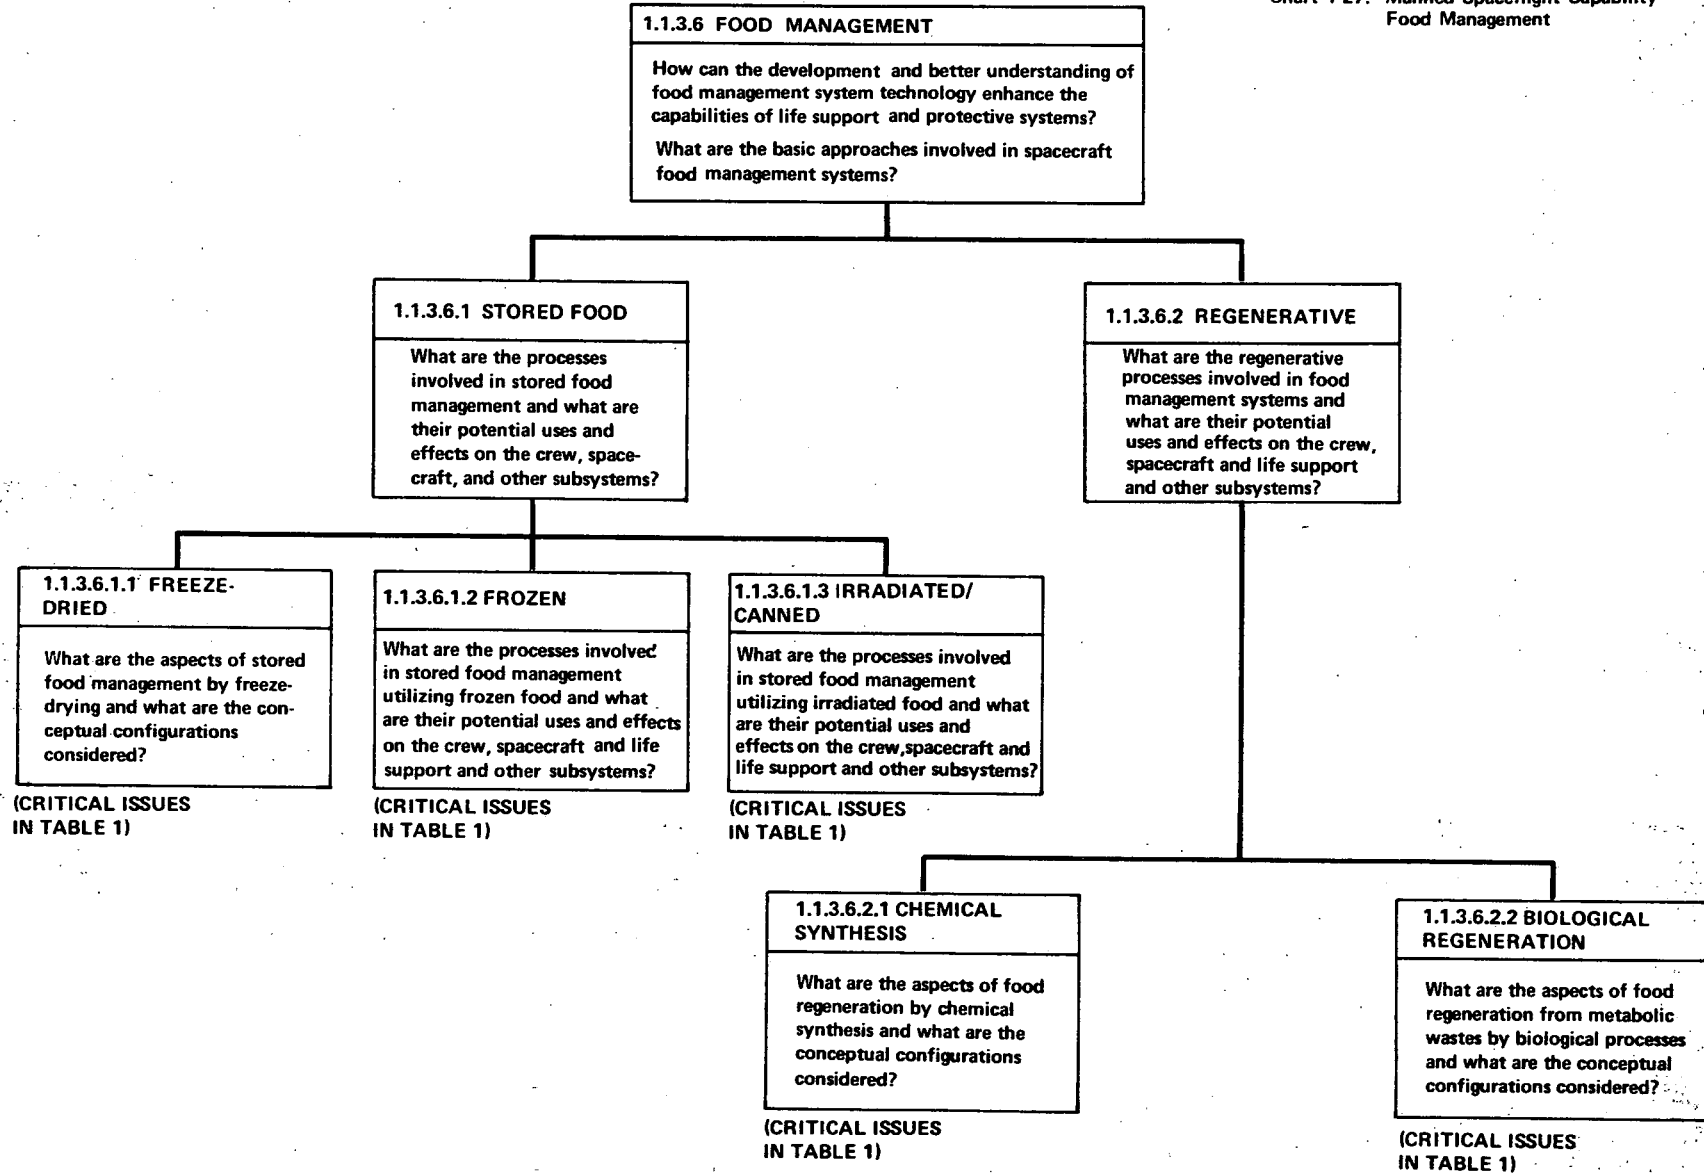 Food Management
1.1.3.6 FOOD MANAGEMENT
How can the development and better understanding of
food management system technology enhance the
capabilities of life support and protective systems?
What are the basic approaches involved in spacecraft
food management systems?
1.1.3.6.1 STORED FOOD
What are the processes
involved in stored food
management and what are
their potential uses and
effects on the crew, space-
craft, and other subsystems?
1.1.3.6.2 REGENERATIVE
What are the regenerative
processes involved in food
management systems and
what are their potential
uses and effects on the crew,
spacecraft and life support
and other subsystems?
1.1.3.6.1.1 FREEZE-
DRIED
What are the aspects of stored
food management by freeze-
drying and what are the con-
ceptual configurations
considered?
(CRITICAL ISSUES
IN TABLE 1)
1.1.3.6.1.2 FROZEN
What are the processes involved
in stored food management
utilizing frozen food and what
are their potential uses and effects
on the crew, spacecraft and life
support and other subsystems?
(CRITICAL ISSUES
IN TABLE 1)
1.1.3.6.1.3 IRRADIATED/
CANNED
What are the processes involved
in stored food management
utilizing irradiated food and what
are their potential uses and
effects on the crew,spacecraft and
life support and other subsystems?
(CRITICAL ISSUES
IN TABLE 1)
1.1.3.6.2.1 CHEMICAL
SYNTHESIS
What are the aspects of food
regeneration by chemical
synthesis and what are the
conceptual configurations
considered?
(CRITICAL ISSUES
IN TABLE 1)
1.1.3.6.2.2 BIOLOGICAL
REGENERATION
What are the aspects of food
regeneration from metabolic
wastes by biological processes
and what are the conceptual
configurations considered?
(CRITICAL ISSUES
IN TABLE 1)